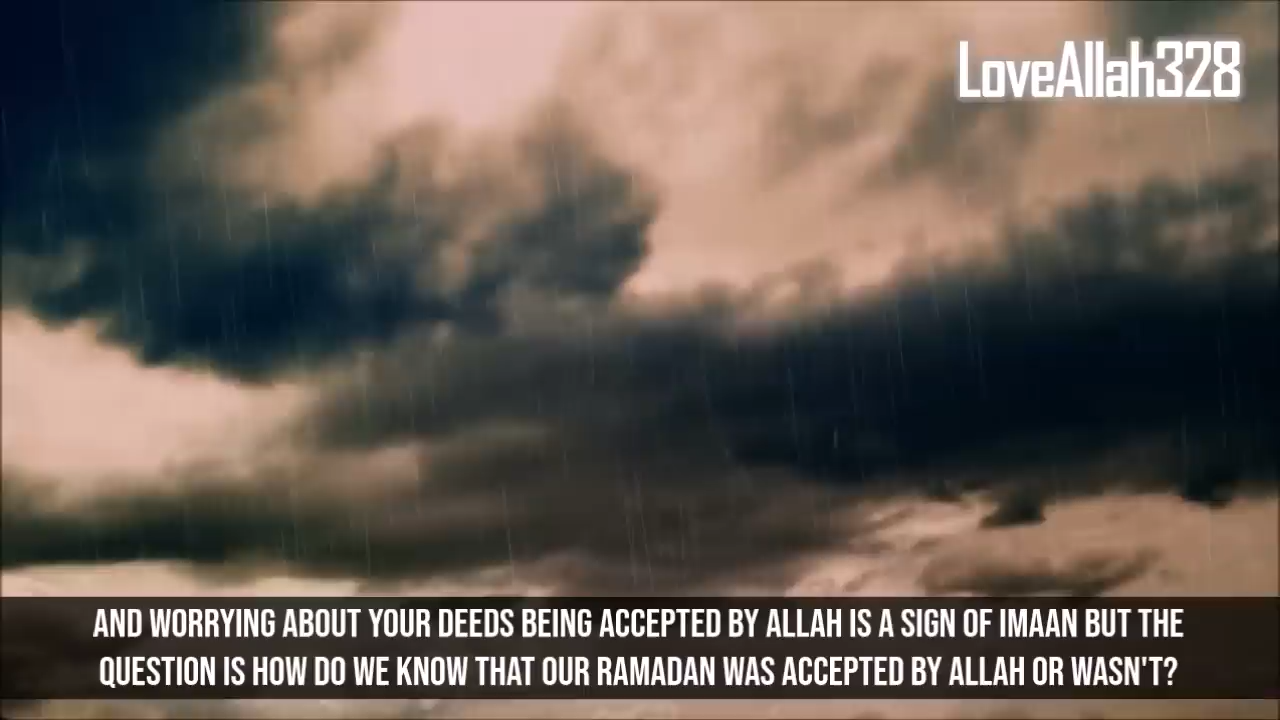 LoveAllah328
AND WORRYING ABOUT YOUR DEEDS BEING ACCEPTED BY ALLAH IS A SIGN OF IMAAN BUT THE
QUESTION IS HOW DO WE KNOW THAT OUR RAMADAN WAS ACCEPTED BY ALLAH OR WASN'T?